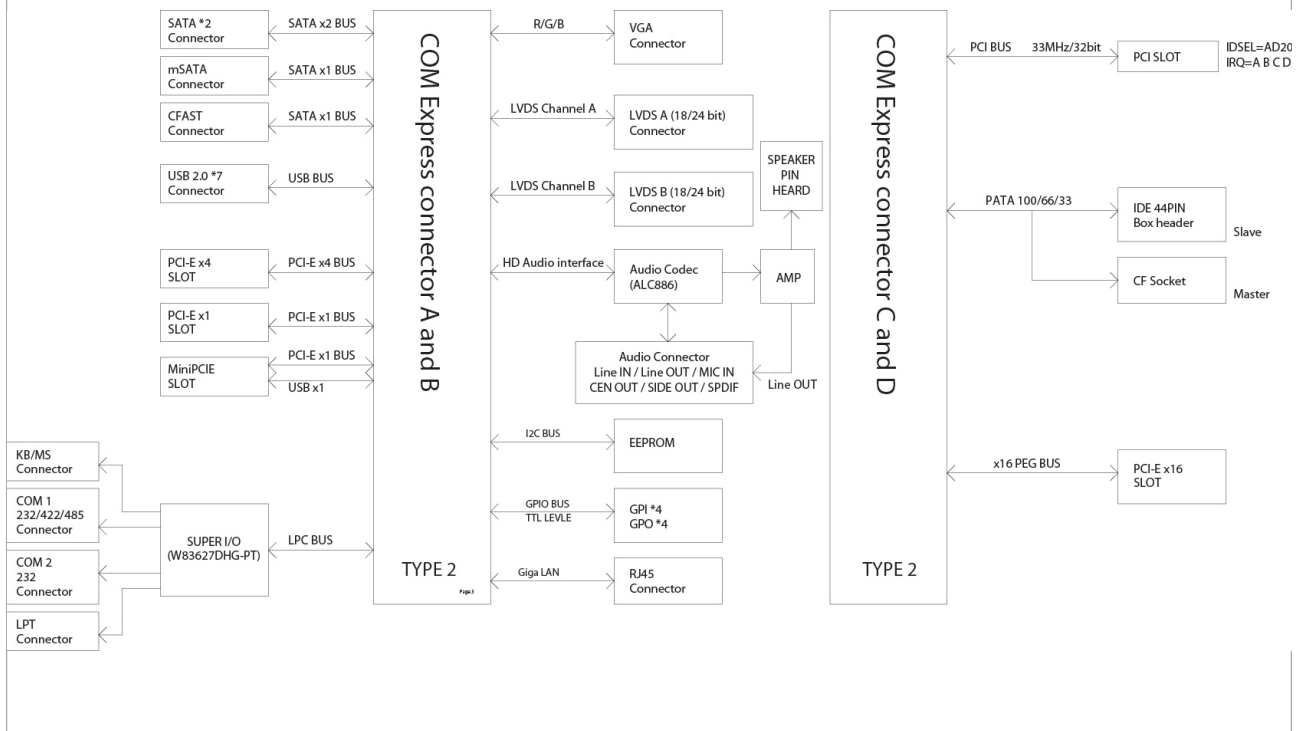 SATA *2
Connector
SATA x2 BUS
mSATA
Connector
SATA x1 BUS
CFAST
Connector
SATA x1 BUS
USB 2.0 *7
Connector
USB BUS
PCI-E x4
SLOT
PCI-E x4 BUS
PCI-E x1
SLOT
PCI-E x1 BUS
MiniPCIE
SLOT
PCI-E x1 BUS
USB x1
KB/MS
Connector
COM 1
232/422/485
Connector
COM 2
232
Connector
LPT
Connector
SUPER I/O
(W83627DHG-PT)
LPC BUS
COM Express connector A and B
TYPE 2
Page:3
R/G/B
VGA
Connector
LVDS Channel A
LVDS A (18/24 bit)
Connector
LVDS Channel B
LVDS B (18/24 bit)
Connector
SPEAKER
PIN
HEARD
HD Audio interface
Audio Codec
(ALC886)
AMP
Audio Connector
Line IN / Line OUT / MIC IN
CEN OUT / SIDE OUT / SPDIF
Line OUT
I2C BUS
EEPROM
GPIO BUS
TTL LEVLE
GPI *4
GPO *4
Giga LAN
RJ45
Connector
COM Express connector C and D
TYPE 2
PCI BUS 33MHz/32bit
PCI SLOT
IDSEL=AD20
IRQ=A B C D
PATA 100/66/33
IDE 44PIN
Box header
Slave
CF Socket
Master
x16 PEG BUS
PCI-E x16
SLOT